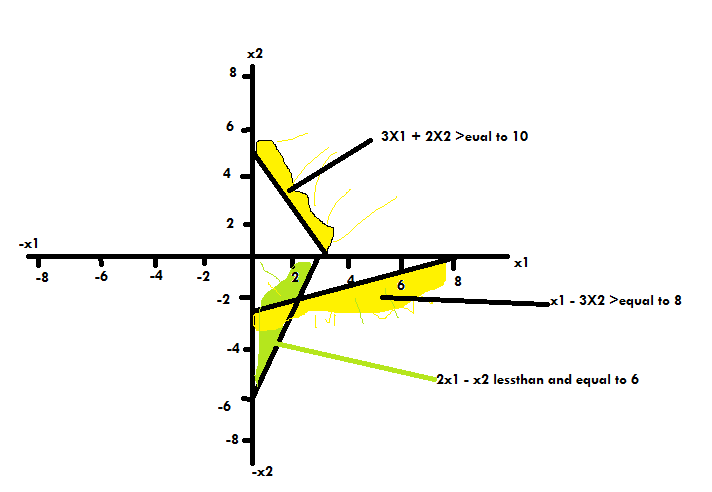 x2
8
6
3X1 + 2X2 >eual to 10
4
2
-x1
x1
-8
-6
-4
-2
2
4
6
8
-2
x1 - 3X2 >equal to 8
-4
2x1 - x2 lessthan and equal to 6
-6
-8
-x2